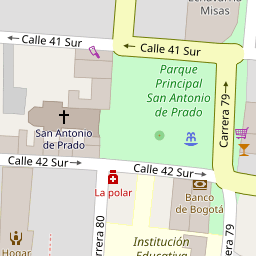 Echavarría
Misas
Calle 41 Sur
Calle 41 Sur
Parque
Principal
San Antonio
de Prado
Carrera 79
San Antonio
de Prado
Calle 42 Sur
Calle 42 Sur
La polar
Banco de
Bogotá
Carrera 80
Carrera 79
Institución
Educativa
Hogar